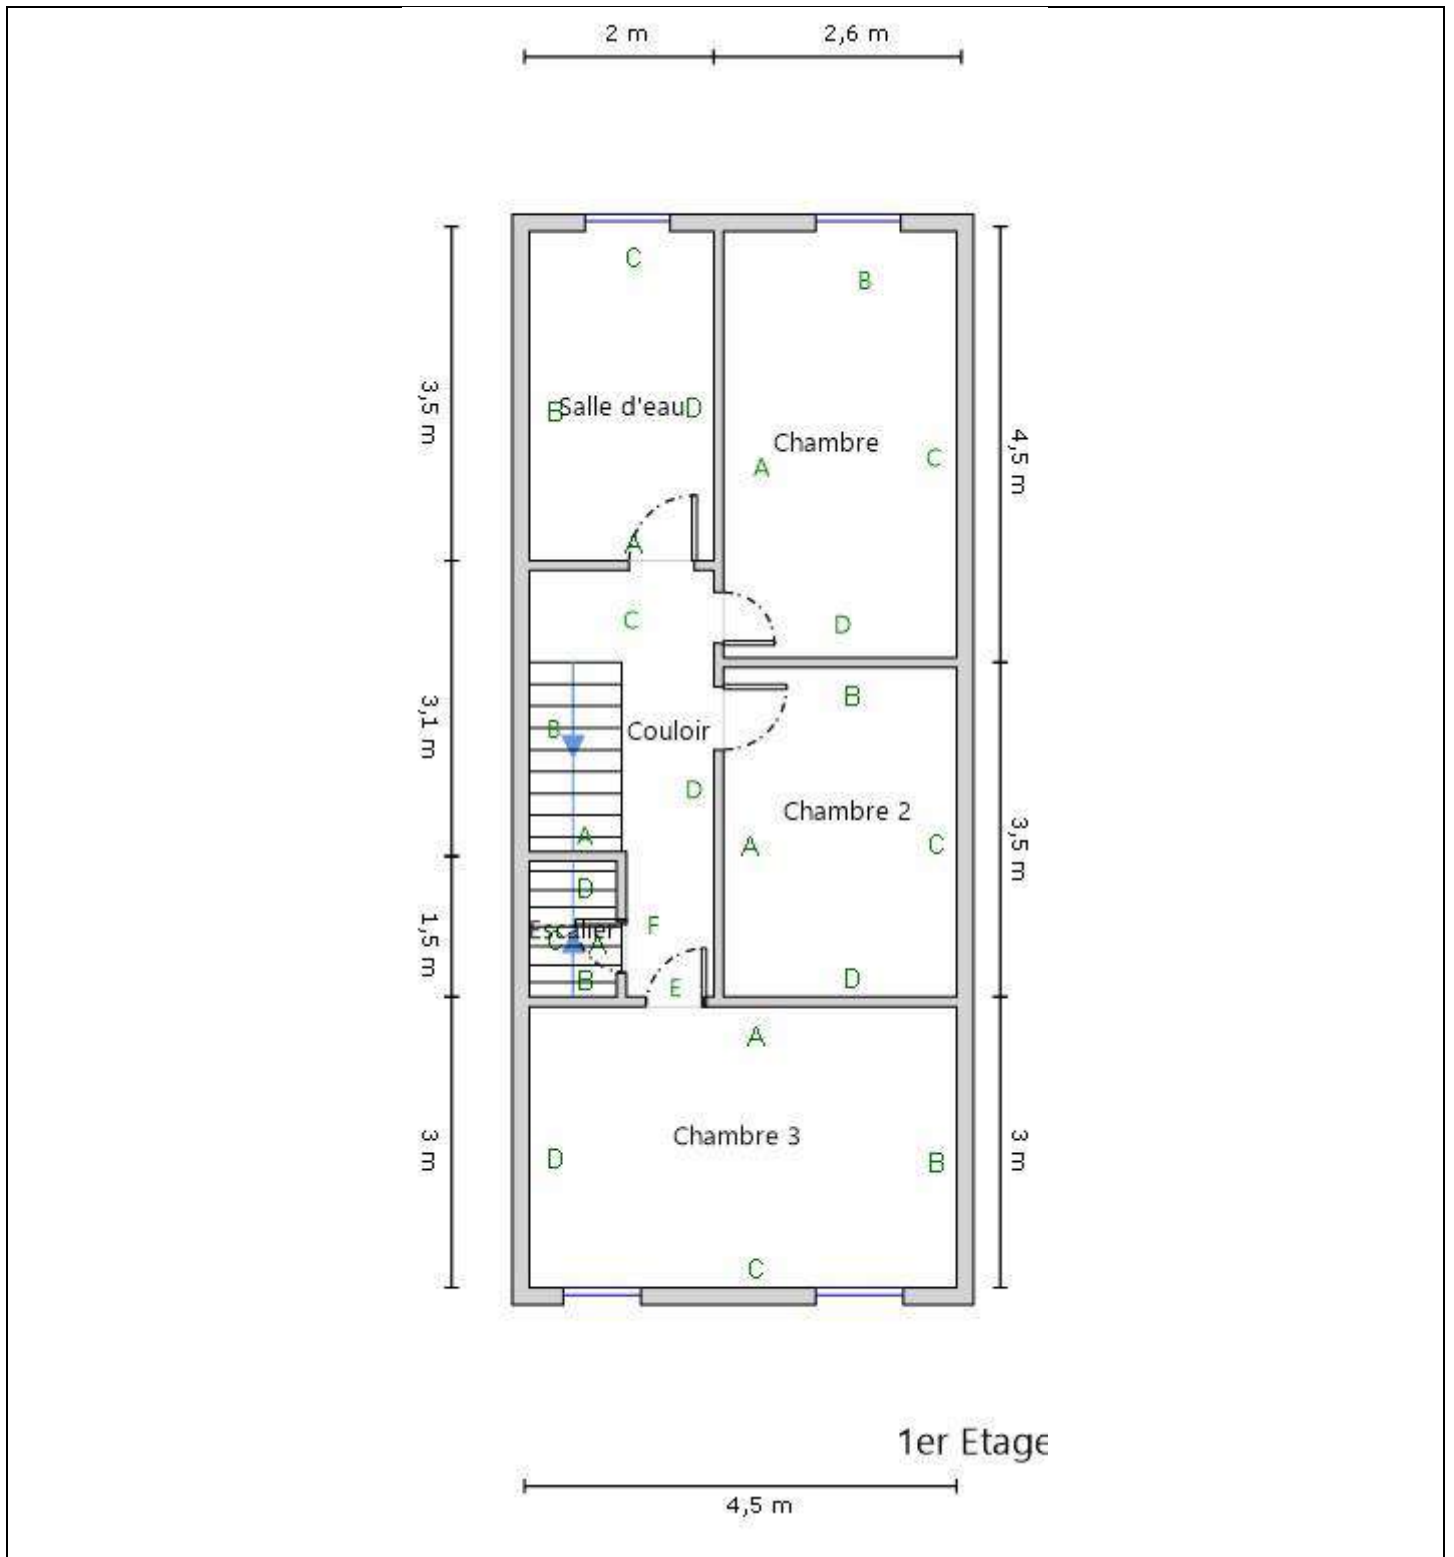 2 m 2,6 m
C
B
3,5 m
B Salle d'eau D
Chambre
4,5 m
A C
A
C
D
B
3,1 m
B Couloir
D
Chambre 2
A
A C
3,5 m
D
F
Escalier
C A
1,5 m
B E D
A
Chambre 3
3 m
D B
3 m
C
1er Etage
4,5 m